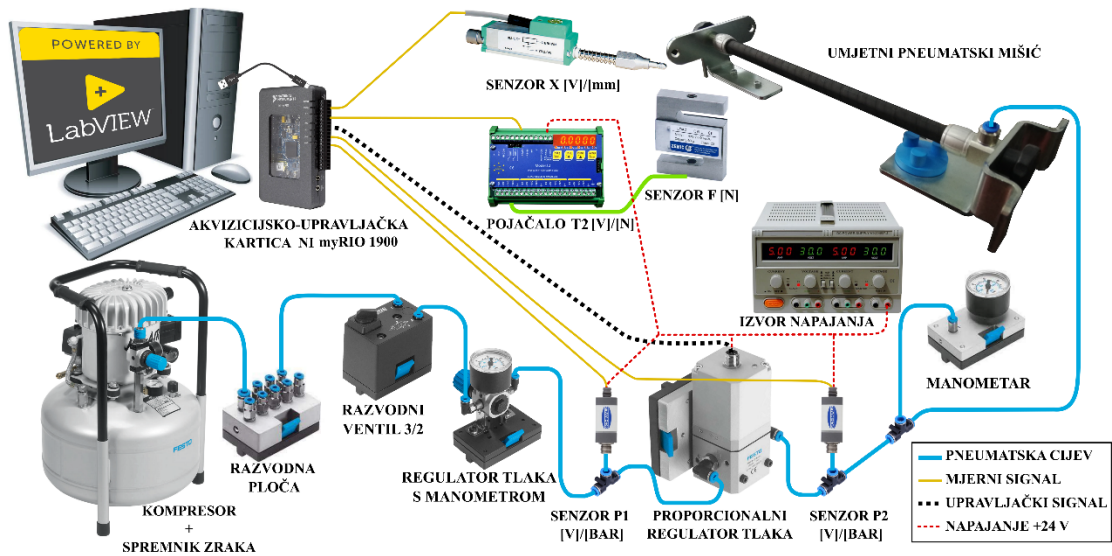 POWERED BY
LabVIEW
SENZOR X [V]/[mm]
UMJETNI PNEUMATSKI MIŠIĆ
0.0000
SENZOR F [N]
POJAČALO T2 [V]/[N]
AKVIZICIJSKO-UPRAVLJAČKA
KARTICA NI myRIO 1900
5.00 30.0 5.00 30.0
IZVOR NAPAJANJA
MANOMETAR
RAZVODNI
VENTIL 3/2
FESTO
RAZVODNA
PLOČA
REGULATOR TLAKA
S MANOMETROM
FESTO
KOMPRESOR
+
SPREMNIK ZRAKA
SENZOR P1
[V]/[BAR]
PROPORCIONALNI
REGULATOR TLAKA
SENZOR P2
[V]/[BAR]
PNEUMATSKA CIJEV
MJERNI SIGNAL
UPRAVLJAČKI SIGNAL
NAPAJANJE +24 V